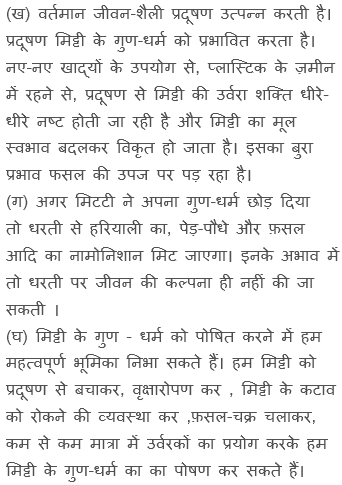 (ख) वर्तमान जीवन-शैली प्रदूषण उत्पन्न करती है।
प्रदूषण मिट्टी के गुण-धर्म को प्रभावित करता है।
नए-नए खाद्यों के उपयोग से, प्लास्टिक के ज़मीन
में रहने से, प्रदूषण से मिट्टी की उर्वरा शक्ति धीरे-
धीरे नष्ट होती जा रही है और मिट्टी का मूल
स्वभाव बदलकर विकृत हो जाता है। इसका बुरा
प्रभाव फसल की उपज पर पड़ रहा है।
(ग) अगर मिटटी ने अपना गुण-धर्म छोड़ दिया
तो धरती से हरियाली का, पेड़-पौधे और फ़सल
आदि का नामोनिशान मिट जाएगा। इनके अभाव में
तो धरती पर जीवन की कल्पना ही नहीं की जा
सकती ।
(घ) मिट्टी के गुण - धर्म को पोषित करने में हम
महत्वपूर्ण भूमिका निभा सकते हैं। हम मिट्टी को
प्रदूषण से बचाकर, वृक्षारोपण कर , मिट्टी के कटाव
को रोकने की व्यवस्था कर ,फ़सल-चक्र चलाकर,
कम से कम मात्रा में उर्वरकों का प्रयोग करके हम
मिट्टी के गुण-धर्म का का पोषण कर सकते हैं।